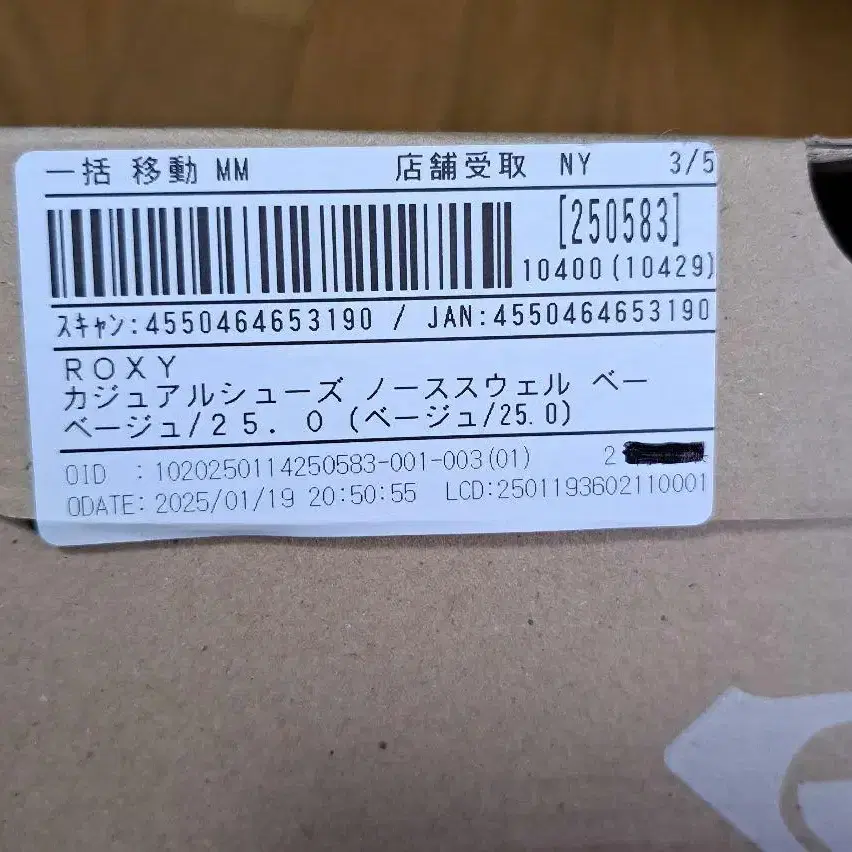 一括 移動 MM 店舗受取 NY 3/5
[250583]
10400(10429)
スキャン:4550464653190 / JAN:4550464653190
ROXY
カジュアルシューズ ノーススウェル ベー
ベージュ/25.0 (ベージュ/25.0)
OID :1020250114250583-001-003(01) 2
ODATE:2025/01/19 20:50:55 LCD:2501193602110001